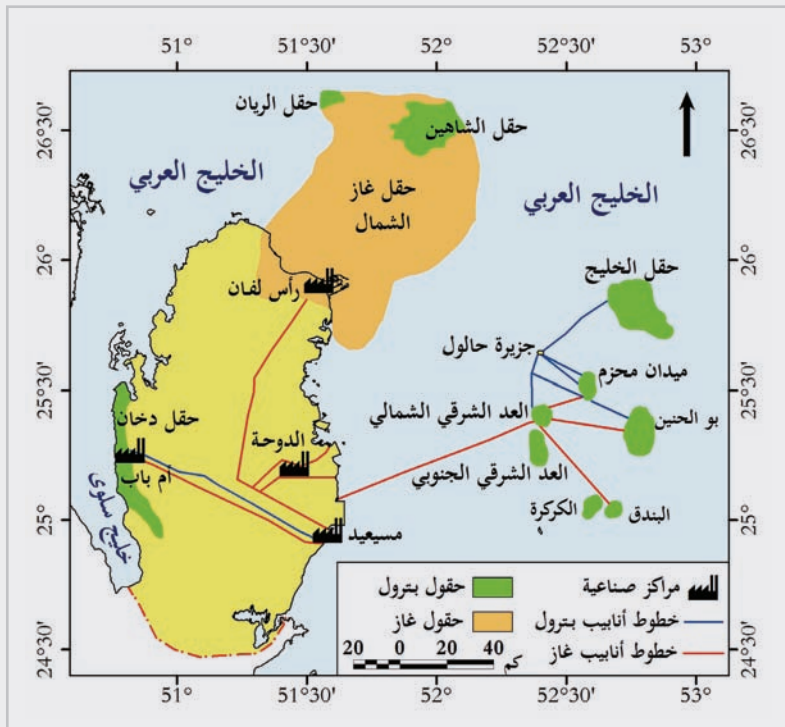 51° 51°30' 52° 52°30' 53°
26°30' 26°30'
حقل الريان
حقل الشاهين
الخليج العربي
الخليج العربي
حقل غاز
الشمال
26° 26°
حقل الخليج
رأس لفان
جزيرة حالول
ميدان محزم
25°30' 25°30'
حقل دخان
العد الشرقي الشمالي
بو الحنين
الدوحة
أم باب
العد الشرقي الجنوبي
خليج سلوى
25° 25°
مسيعيد
الكركرة
البندق
مراكز صناعية
حقول بترول
خطوط أنابيب بترول
حقول غاز
خطوط أنابيب غاز
20 0 20 40 كم
24°30' 24°30'
51° 51°30' 52° 52°30' 53°